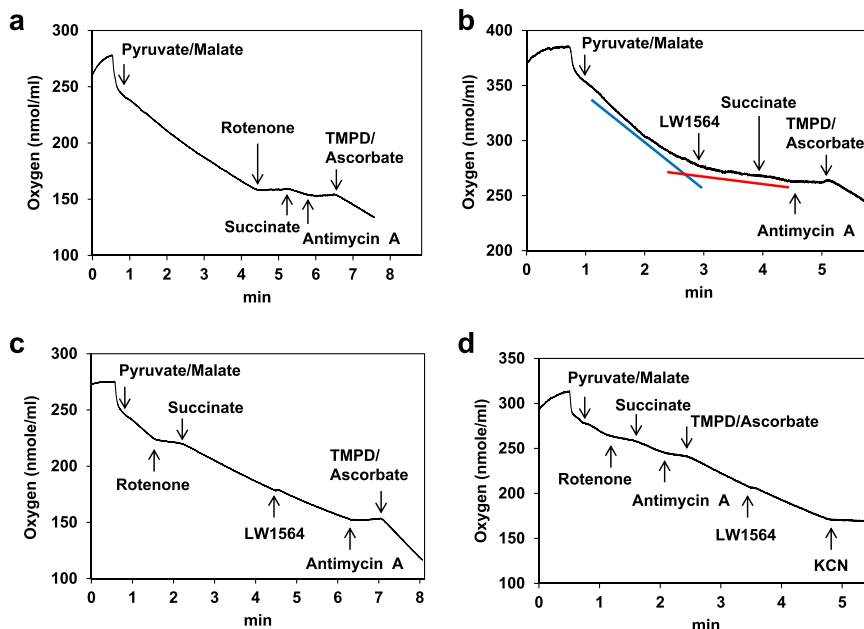 a
300
250
200
150
100
Oxygen (nmol/ml)
Pyruvate/Malate
Rotenone
TMPD/
Ascorbate
Succinate
Antimycin A
0 1 2 3 4 5 6 7 8
min
b
400
350
300
250
200
Oxygen (nmol/ml)
Pyruvate/Malate
Succinate
LW1564
TMPD/
Ascorbate
Antimycin A
0 1 2 3 4 5
min
c
300
250
200
150
100
Oxygen (nmole/ml)
Pyruvate/Malate
Succinate
Rotenone
TMPD/
Ascorbate
LW1564
Antimycin A
0 1 2 3 4 5 6 7 8
min
d
350
300
250
200
150
100
Oxygen (nmole/ml)
Pyruvate/Malate
Succinate
TMPD/Ascorbate
Rotenone
Antimycin A
LW1564
KCN
0 1 2 3 4 5
min